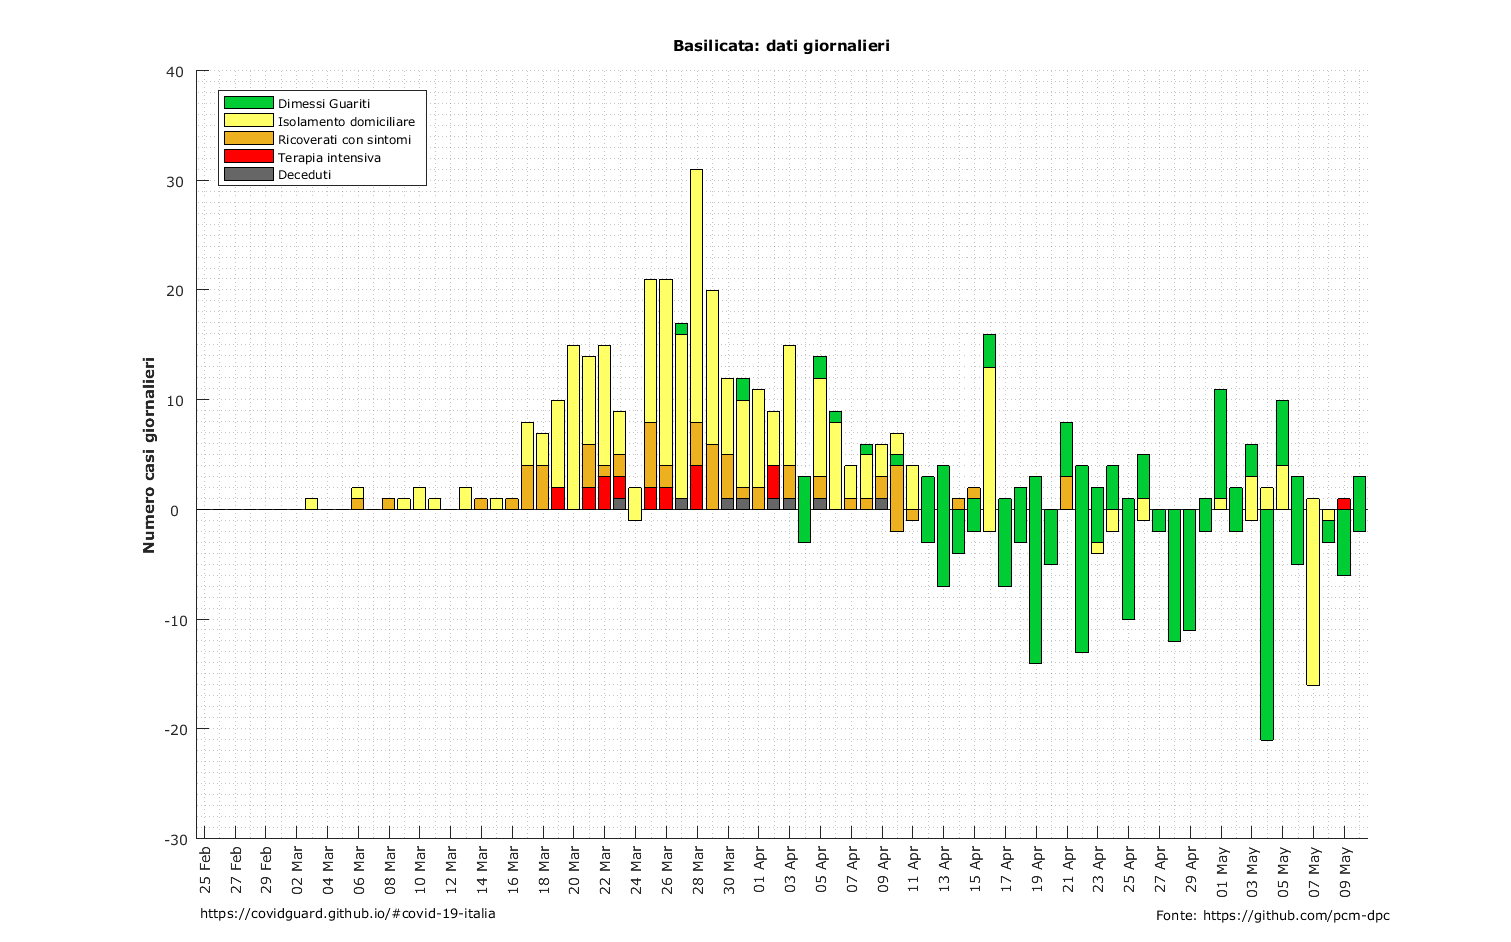 Basilicata: dati giornalieri
Dimessi Guariti
Isolamento domiciliare
Ricoverati con sintomi
Terapia intensiva
Deceduti
Numero casi giornalieri
40
30
20
10
0
-10
-20
-30
25 Feb
27 Feb
29 Feb
02 Mar
04 Mar
06 Mar
08 Mar
10 Mar
12 Mar
14 Mar
16 Mar
18 Mar
20 Mar
22 Mar
24 Mar
26 Mar
28 Mar
30 Mar
01 Apr
03 Apr
05 Apr
07 Apr
09 Apr
11 Apr
13 Apr
15 Apr
17 Apr
19 Apr
21 Apr
23 Apr
25 Apr
27 Apr
29 Apr
01 May
03 May
05 May
07 May
09 May
https://covidguard.github.io/#covid-19-italia
Fonte: https://github.com/pcm-dpc